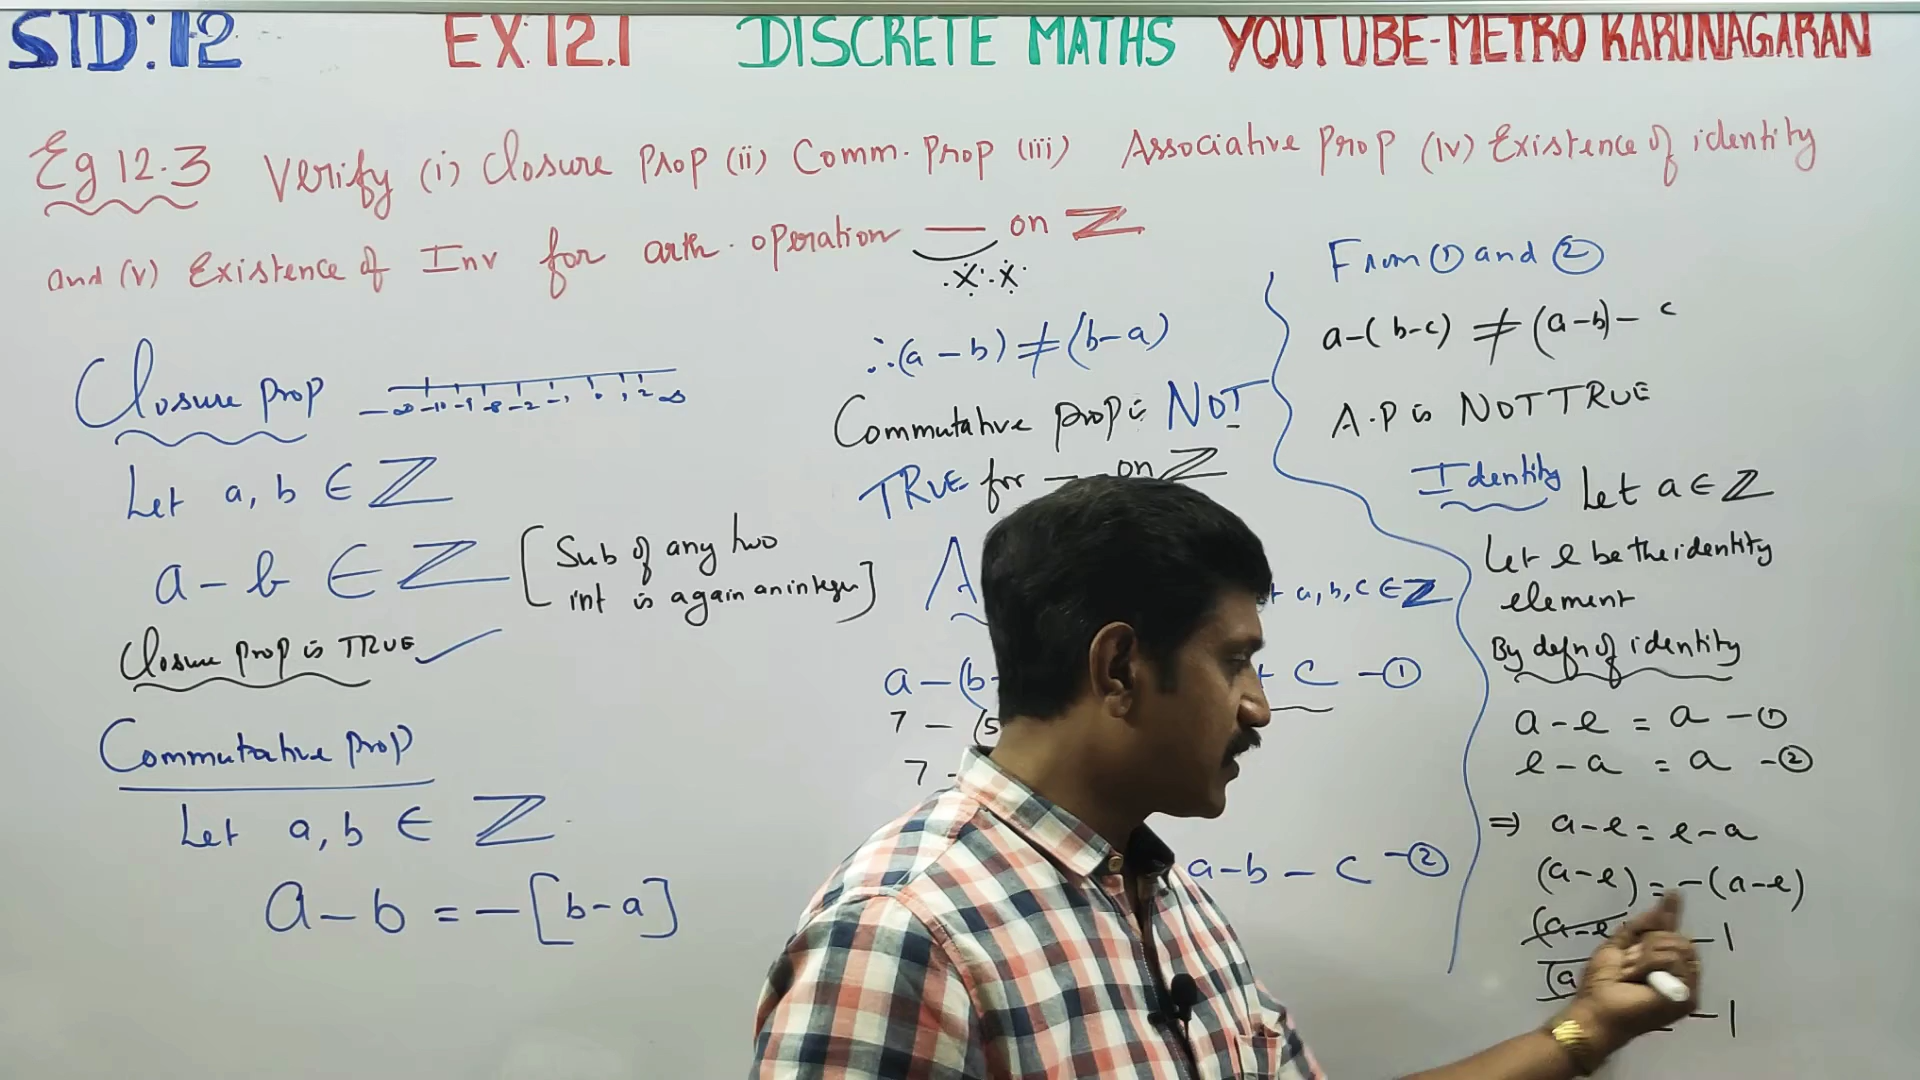 STD:12 EX:12.1 DISCRETE MATHS YOUTUBE-METRO KARUNAGARAN
Eg 12.3 Verify (i) Closure Prop (ii) Comm. Prop (iii) Associative Prop (iv) Existence of identity
and (v) Existence of Inv for arth. operation — on ℤ
Closure Prop
Let a, b ∈ ℤ
a - b ∈ ℤ [Sub of any two
int is again an integer]
Closure prop is TRUE ✓
Commutative Prop
Let a, b ∈ ℤ
a - b = -[b-a]
∴(a - b) ≠ (b - a)
Commutative prop is NOT
TRUE for — on ℤ
A
a, b, c ∈ ℤ
a - (b-
+ c - ①
7 - (5
7 -
a-b - c - ②
From ① and ②
a-(b-c) ≠ (a-b)- c
A.P is NOT TRUE
Identity Let a ∈ ℤ
Let e be the identity
element
By defn of identity
a - e = a - ①
e - a = a - ②
⇒ a - e = e - a
(a - e) = -(a-e)
(a-e -1
(a
= -1